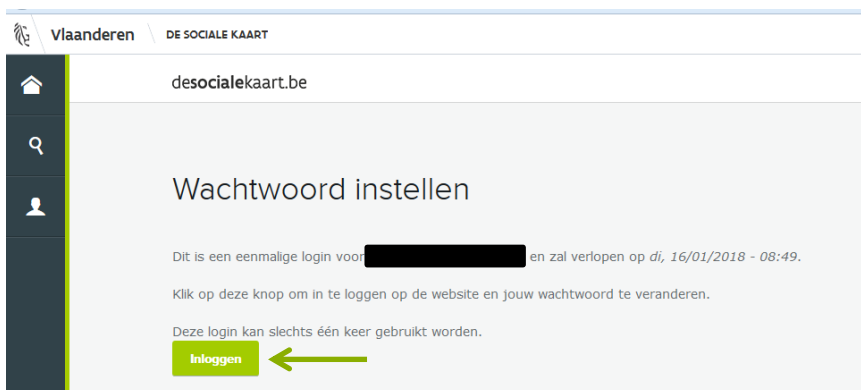 Vlaanderen DE SOCIALE KAART
desocialekaart.be
Wachtwoord instellen
Dit is een eenmalige login voor en zal verlopen op di, 16/01/2018 - 08:49.
Klik op deze knop om in te loggen op de website en jouw wachtwoord te veranderen.
Deze login kan slechts één keer gebruikt worden.
Inloggen